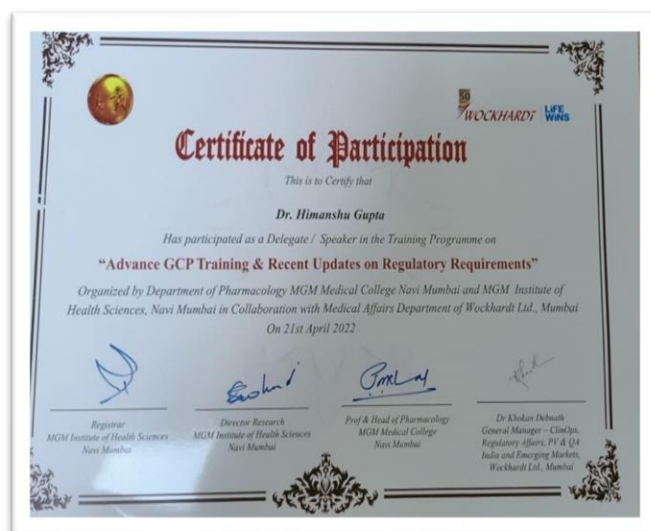 50
WOCKHARDT
LiFE
WiNS
Certificate of Participation
This is to Certify that
Dr. Himanshu Gupta
Has participated as a Delegate / Speaker in the Training Programme on
“Advance GCP Training & Recent Updates on Regulatory Requirements”
Organized by Department of Pharmacology MGM Medical College Navi Mumbai and MGM Institute of
Health Sciences, Navi Mumbai in Collaboration with Medical Affairs Department of Wockhardt Ltd., Mumbai
On 21st April 2022
Registrar
MGM Institute of Health Sciences
Navi Mumbai
Director Research
MGM Institute of Health Sciences
Navi Mumbai
Prof & Head of Pharmacology
MGM Medical College
Navi Mumbai
Dr Khokan Debnath
General Manager – ClinOps,
Regulatory Affairs, PV & QA
India and Emerging Markets,
Wockhardt Ltd., Mumbai